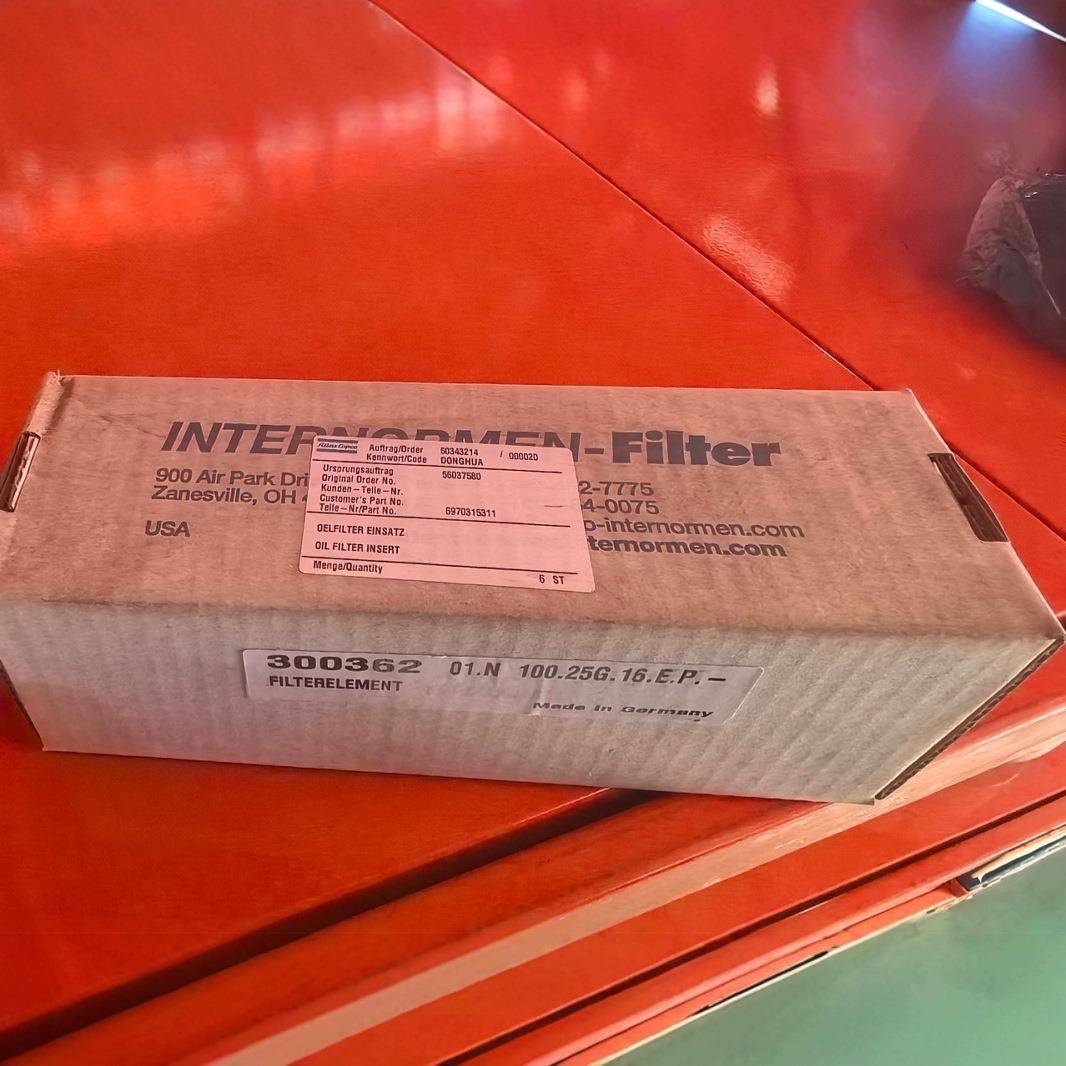 INTERNORMEN-Filter
900 Air Park Dri
Zanesville, OH
USA
2-7775
4-0075
o-internormen.com
ternormen.com
Atlas Copco
Auftrag/Order 50343214 / 000020
Kennwort/Code DONGHUA
Ursprungsauftrag
Original Order No. 56037580
Kunden-Teile-Nr.
Customer's Part No.
Teile-Nr/Part No. 6970315311
OELFILTER EINSATZ
OIL FILTER INSERT
Menge/Quantity 6 ST
300362 01.N 100.25G.16.E.P.-
FILTERELEMENT
Made in Germany